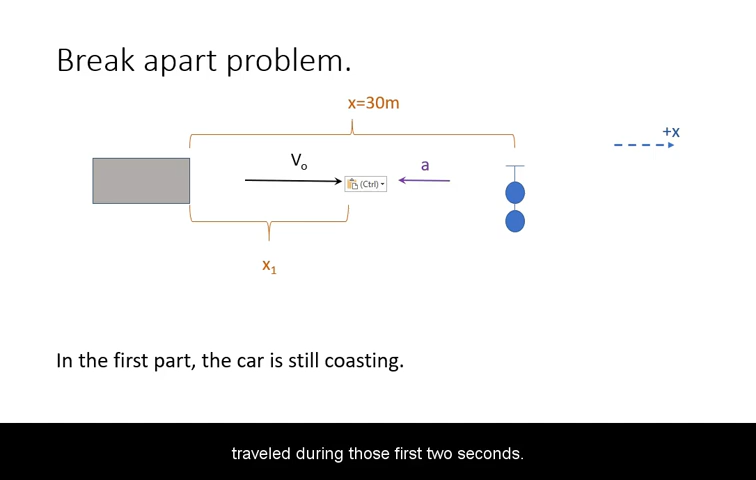 Break apart problem.
x=30m
+x
Vo
a
(Ctrl)
x1
In the first part, the car is still coasting.
traveled during those first two seconds.